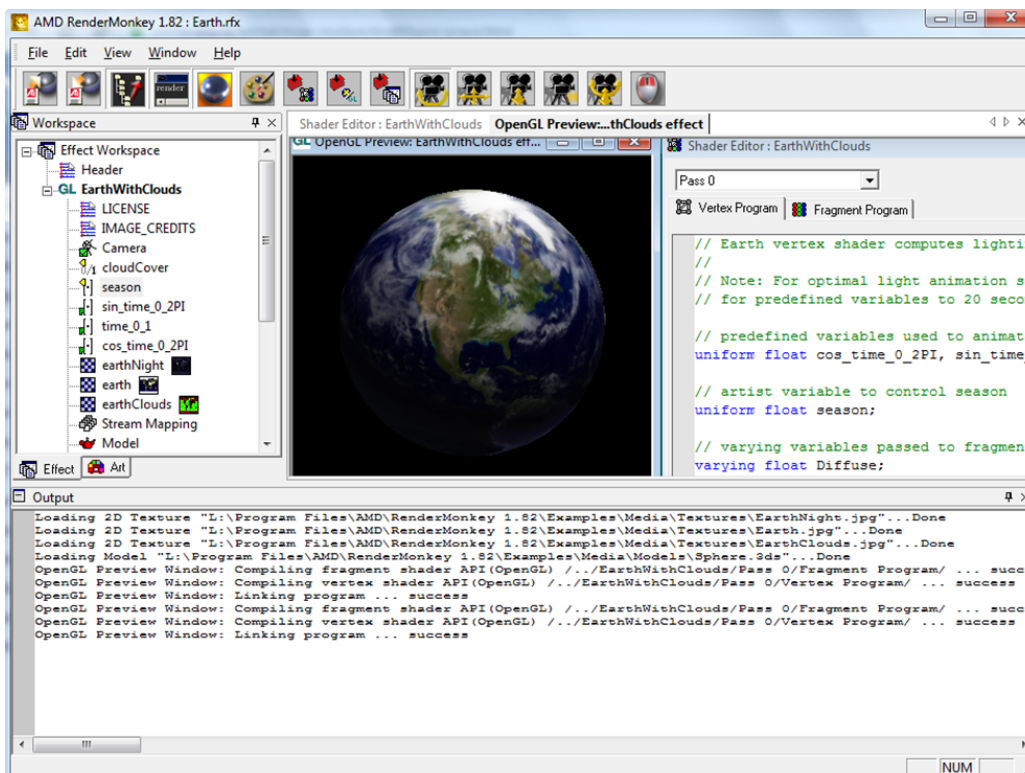 AMD RenderMonkey 1.82 : Earth.rfx
File Edit View Window Help
render
Workspace
Effect Workspace
Header
GL EarthWithClouds
LICENSE
IMAGE_CREDITS
Camera
cloudCover
season
sin_time_0_2PI
time_0_1
cos_time_0_2PI
earthNight
earth
earthClouds
Stream Mapping
Model
Effect Art
Shader Editor : EarthWithClouds OpenGL Preview:...thClouds effect
GL OpenGL Preview: EarthWithClouds eff...
Shader Editor : EarthWithClouds
Pass 0
Vertex Program Fragment Program
// Earth vertex shader computes lighti
//
// Note: For optimal light animation s
// for predefined variables to 20 seco
// predefined variables used to animat
uniform float cos_time_0_2PI, sin_time_
// artist variable to control season
uniform float season;
// varying variables passed to fragmen
varying float Diffuse;
Output
Loading 2D Texture "L:\Program Files\AMD\RenderMonkey 1.82\Examples\Media\Textures\EarthNight.jpg"...Done
Loading 2D Texture "L:\Program Files\AMD\RenderMonkey 1.82\Examples\Media\Textures\Earth.jpg"...Done
Loading 2D Texture "L:\Program Files\AMD\RenderMonkey 1.82\Examples\Media\Textures\EarthClouds.jpg"...Done
Loading Model "L:\Program Files\AMD\RenderMonkey 1.82\Examples\Media\Models\Sphere.3ds"...Done
OpenGL Preview Window: Compiling fragment shader API(OpenGL) /../EarthWithClouds/Pass 0/Fragment Program/ ... succ
OpenGL Preview Window: Compiling vertex shader API(OpenGL) /../EarthWithClouds/Pass 0/Vertex Program/ ... success
OpenGL Preview Window: Linking program ... success
OpenGL Preview Window: Compiling fragment shader API(OpenGL) /../EarthWithClouds/Pass 0/Fragment Program/ ... succ
OpenGL Preview Window: Compiling vertex shader API(OpenGL) /../EarthWithClouds/Pass 0/Vertex Program/ ... success
OpenGL Preview Window: Linking program ... success
NUM